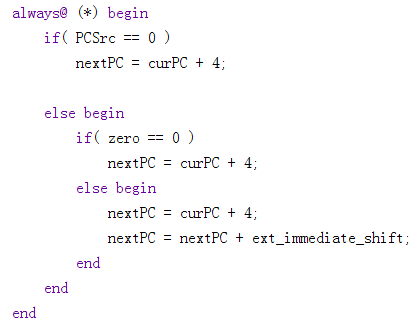 always@ (*) begin
if( PCSrc == 0 )
nextPC = curPC + 4;
else begin
if( zero == 0 )
nextPC = curPC + 4;
else begin
nextPC = curPC + 4;
nextPC = nextPC + ext_immediate_shift;
end
end
end